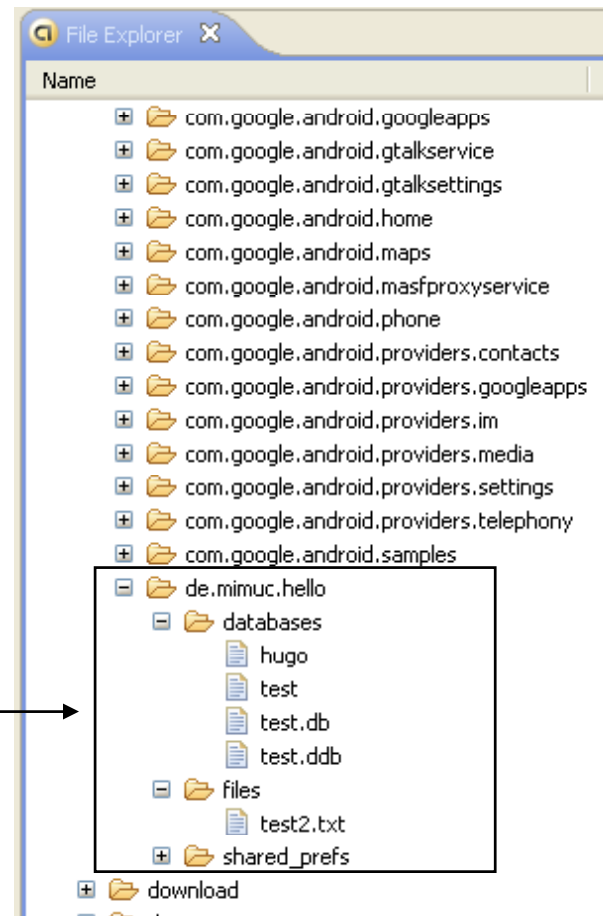 File Explorer
Name
com.google.android.googleapps
com.google.android.gtalkservice
com.google.android.gtalksettings
com.google.android.home
com.google.android.maps
com.google.android.masfproxyservice
com.google.android.phone
com.google.android.providers.contacts
com.google.android.providers.googleapps
com.google.android.providers.im
com.google.android.providers.media
com.google.android.providers.settings
com.google.android.providers.telephony
com.google.android.samples
de.mimuc.hello
databases
hugo
test
test.db
test.ddb
files
test2.txt
shared_prefs
download